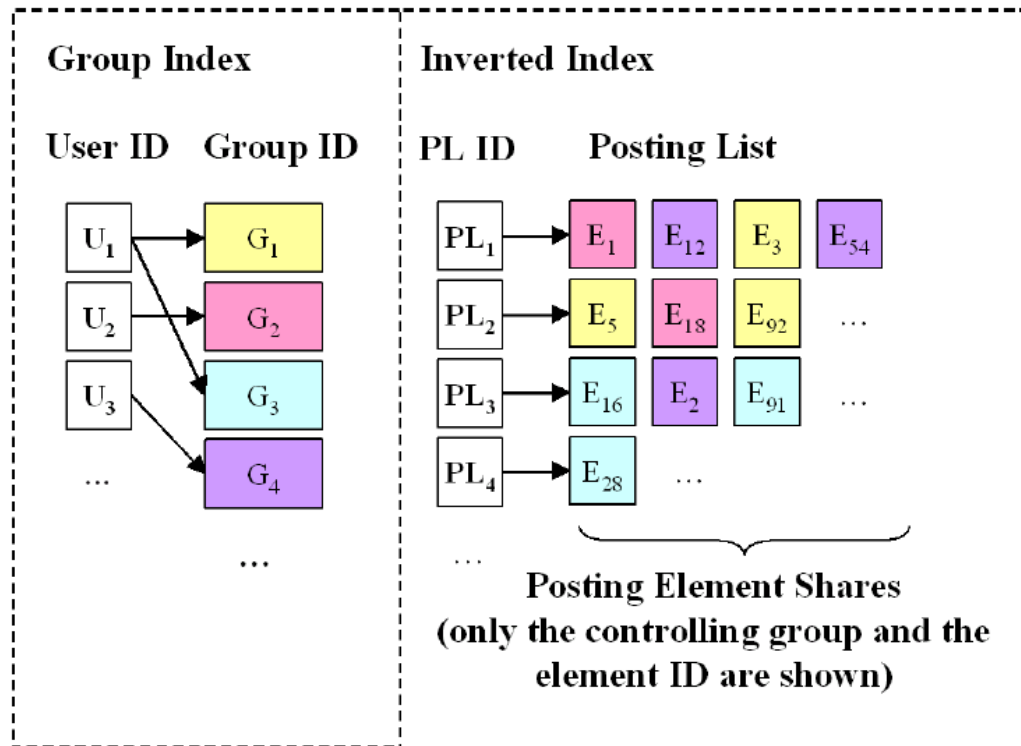 Group Index
User ID Group ID
U1 G1
U2 G2
U3 G3
... G4
...
Inverted Index
PL ID Posting List
PL1 E1 E12 E3 E54
PL2 E5 E18 E92 ...
PL3 E16 E2 E91 ...
PL4 E28 ...
...
Posting Element Shares
(only the controlling group and the
element ID are shown)